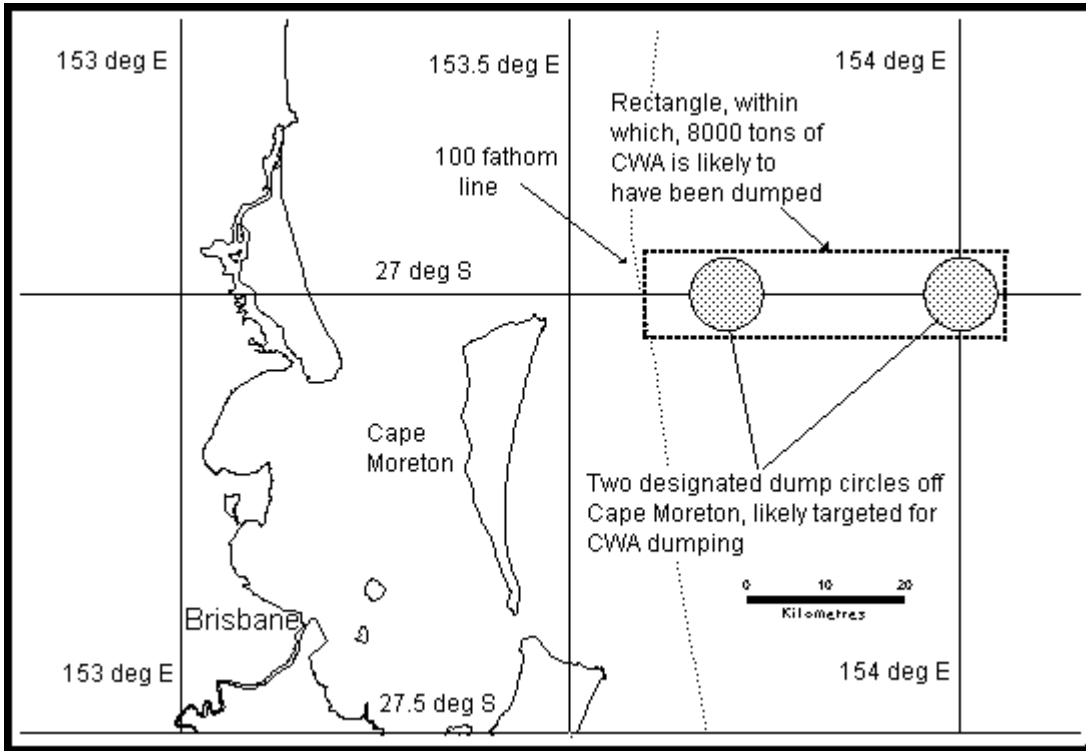 153 deg E
153.5 deg E
154 deg E
Rectangle, within
which, 8000 tons of
CWA is likely to
have been dumped
100 fathom
line
27 deg S
Cape
Moreton
Two designated dump circles off
Cape Moreton, likely targeted for
CWA dumping
0 10 20
Kilometres
Brisbane
153 deg E
27.5 deg S
154 deg E